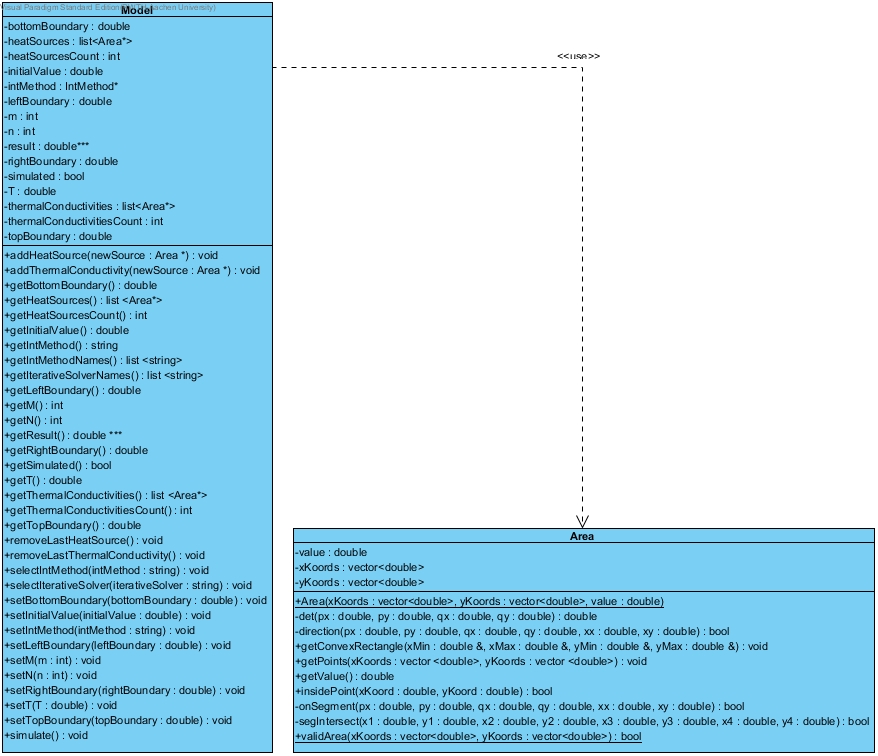 Visual Paradigm Standard Edition
achen University)
Model
-bottomBoundary : double
-heatSources : list<Area*>
-heatSourcesCount : int
-initialValue : double
-intMethod : IntMethod*
-leftBoundary : double
-m : int
-n : int
-result : double***
-rightBoundary : double
-simulated : bool
-T : double
-thermalConductivities : list<Area*>
-thermalConductivitiesCount : int
-topBoundary : double
+addHeatSource(newSource : Area *) : void
+addThermalConductivity(newSource : Area *) : void
+getBottomBoundary() : double
+getHeatSources() : list <Area*>
+getHeatSourcesCount() : int
+getInitialValue() : double
+getIntMethod() : string
+getIntMethodNames() : list <string>
+getIterativeSolverNames() : list <string>
+getLeftBoundary() : double
+getM() : int
+getN() : int
+getResult() : double ***
+getRightBoundary() : double
+getSimulated() : bool
+getT() : double
+getThermalConductivities() : list <Area*>
+getThermalConductivitiesCount() : int
+getTopBoundary() : double
+removeLastHeatSource() : void
+removeLastThermalConductivity() : void
+selectIntMethod(intMethod : string) : void
+selectIterativeSolver(iterativeSolver : string) : void
+setBottomBoundary(bottomBoundary : double) : void
+setInitialValue(initialValue : double) : void
+setIntMethod(intMethod : string) : void
+setLeftBoundary(leftBoundary : double) : void
+setM(m : int) : void
+setN(n : int) : void
+setRightBoundary(rightBoundary : double) : void
+setT(T : double) : void
+setTopBoundary(topBoundary : double) : void
+simulate() : void
<<use>>
Area
-value : double
-xKoords : vector<double>
-yKoords : vector<double>
+Area(xKoords : vector<double>, yKoords : vector<double>, value : double)
-det(px : double, py : double, qx : double, qy : double) : double
-direction(px : double, py : double, qx : double, qy : double, xx : double, xy : double) : bool
+getConvexRectangle(xMin : double &, xMax : double &, yMin : double &, yMax : double &) : void
+getPoints(xKoords : vector <double>, yKoords : vector <double>) : void
+getValue() : double
+insidePoint(xKoord : double, yKoord : double) : bool
-onSegment(px : double, py : double, qx : double, qy : double, xx : double, xy : double) : bool
-segIntersect(x1 : double, y1 : double, x2 : double, y2 : double, x3 : double, y3 : double, x4 : double, y4 : double) : bool
+validArea(xKoords : vector<double>, yKoords : vector<double>) : bool